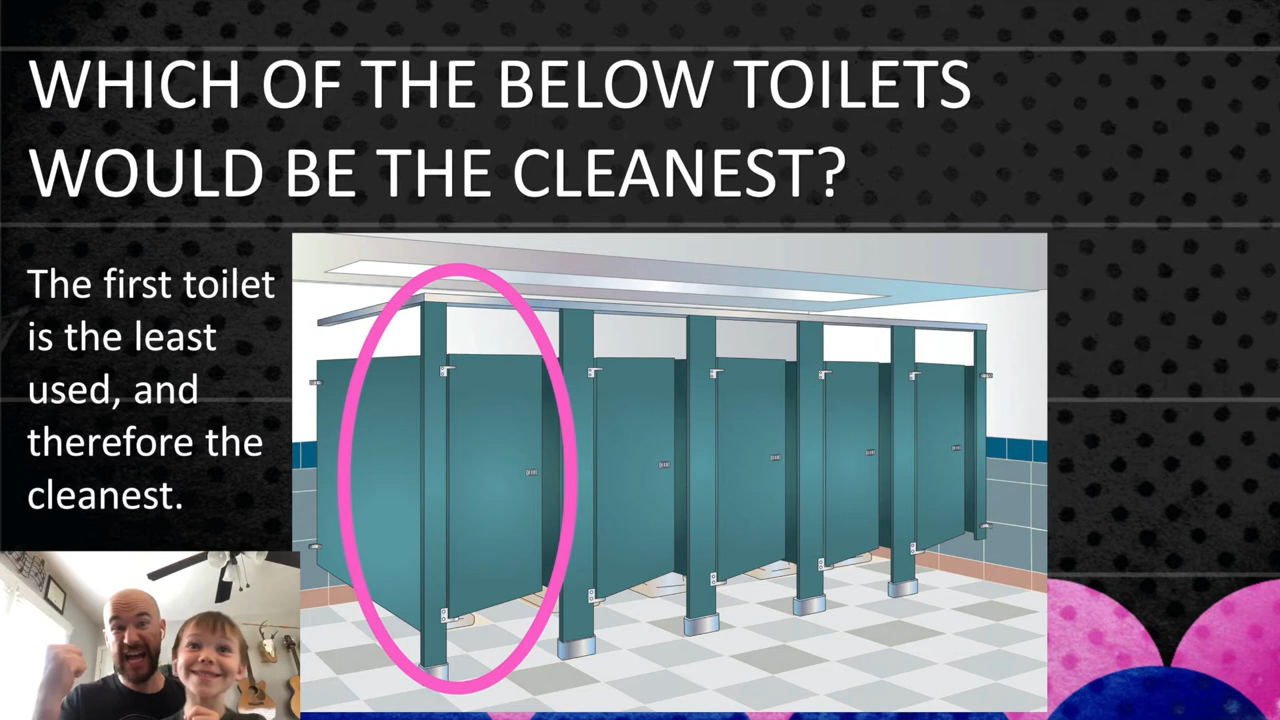 WHICH OF THE BELOW TOILETS
WOULD BE THE CLEANEST?
The first toilet
is the least
used, and
therefore the
cleanest.